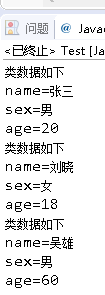 问题 @ Javadoc
<已终止> Test [Ja
类数据如下
name=张三
sex=男
age=20
类数据如下
name=刘晓
sex=女
age=18
类数据如下
name=吴雄
sex=男
age=60